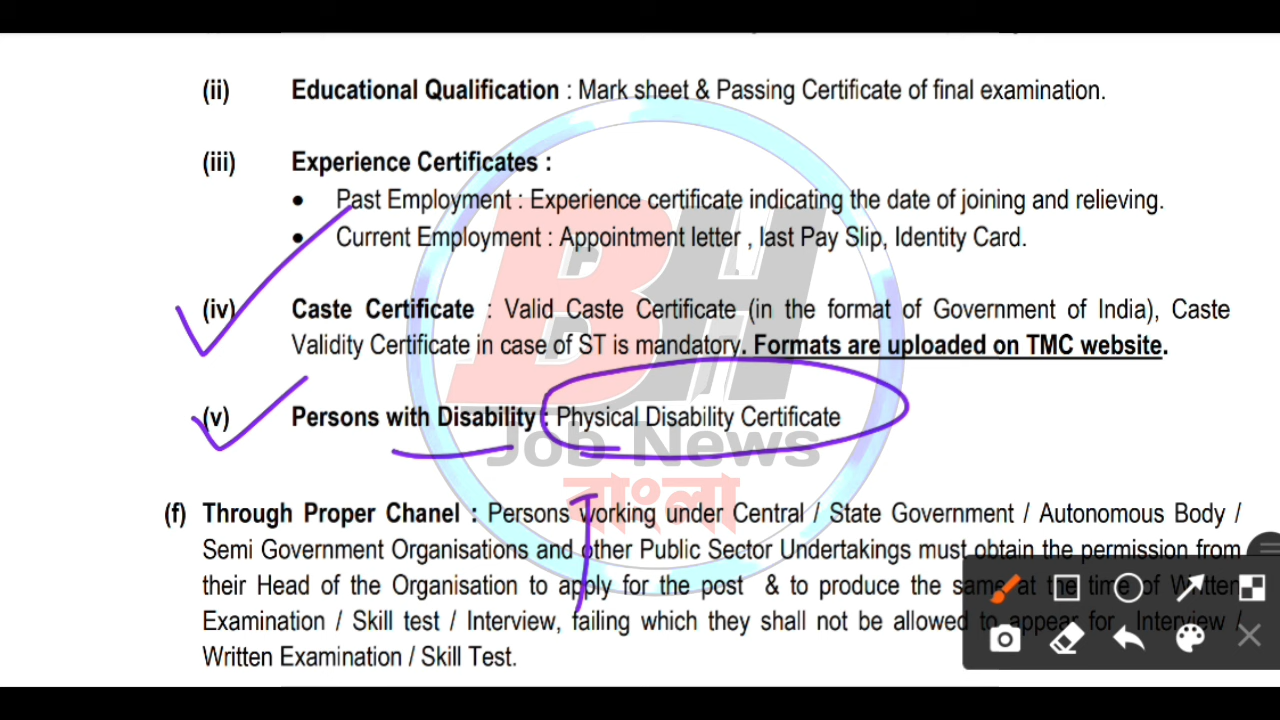 (ii) Educational Qualification : Mark sheet & Passing Certificate of final examination.
(iii) Experience Certificates :
• Past Employment : Experience certificate indicating the date of joining and relieving.
• Current Employment : Appointment letter , last Pay Slip, Identity Card.
(iv) Caste Certificate : Valid Caste Certificate (in the format of Government of India), Caste
Validity Certificate in case of ST is mandatory. Formats are uploaded on TMC website.
(v) Persons with Disability : Physical Disability Certificate
BH
Job News
বাংলা
(f) Through Proper Chanel : Persons working under Central / State Government / Autonomous Body /
Semi Government Organisations and other Public Sector Undertakings must obtain the permission from
their Head of the Organisation to apply for the post & to produce the same at the time of Written
Examination / Skill test / Interview, failing which they shall not be allowed to appear for Interview /
Written Examination / Skill Test.